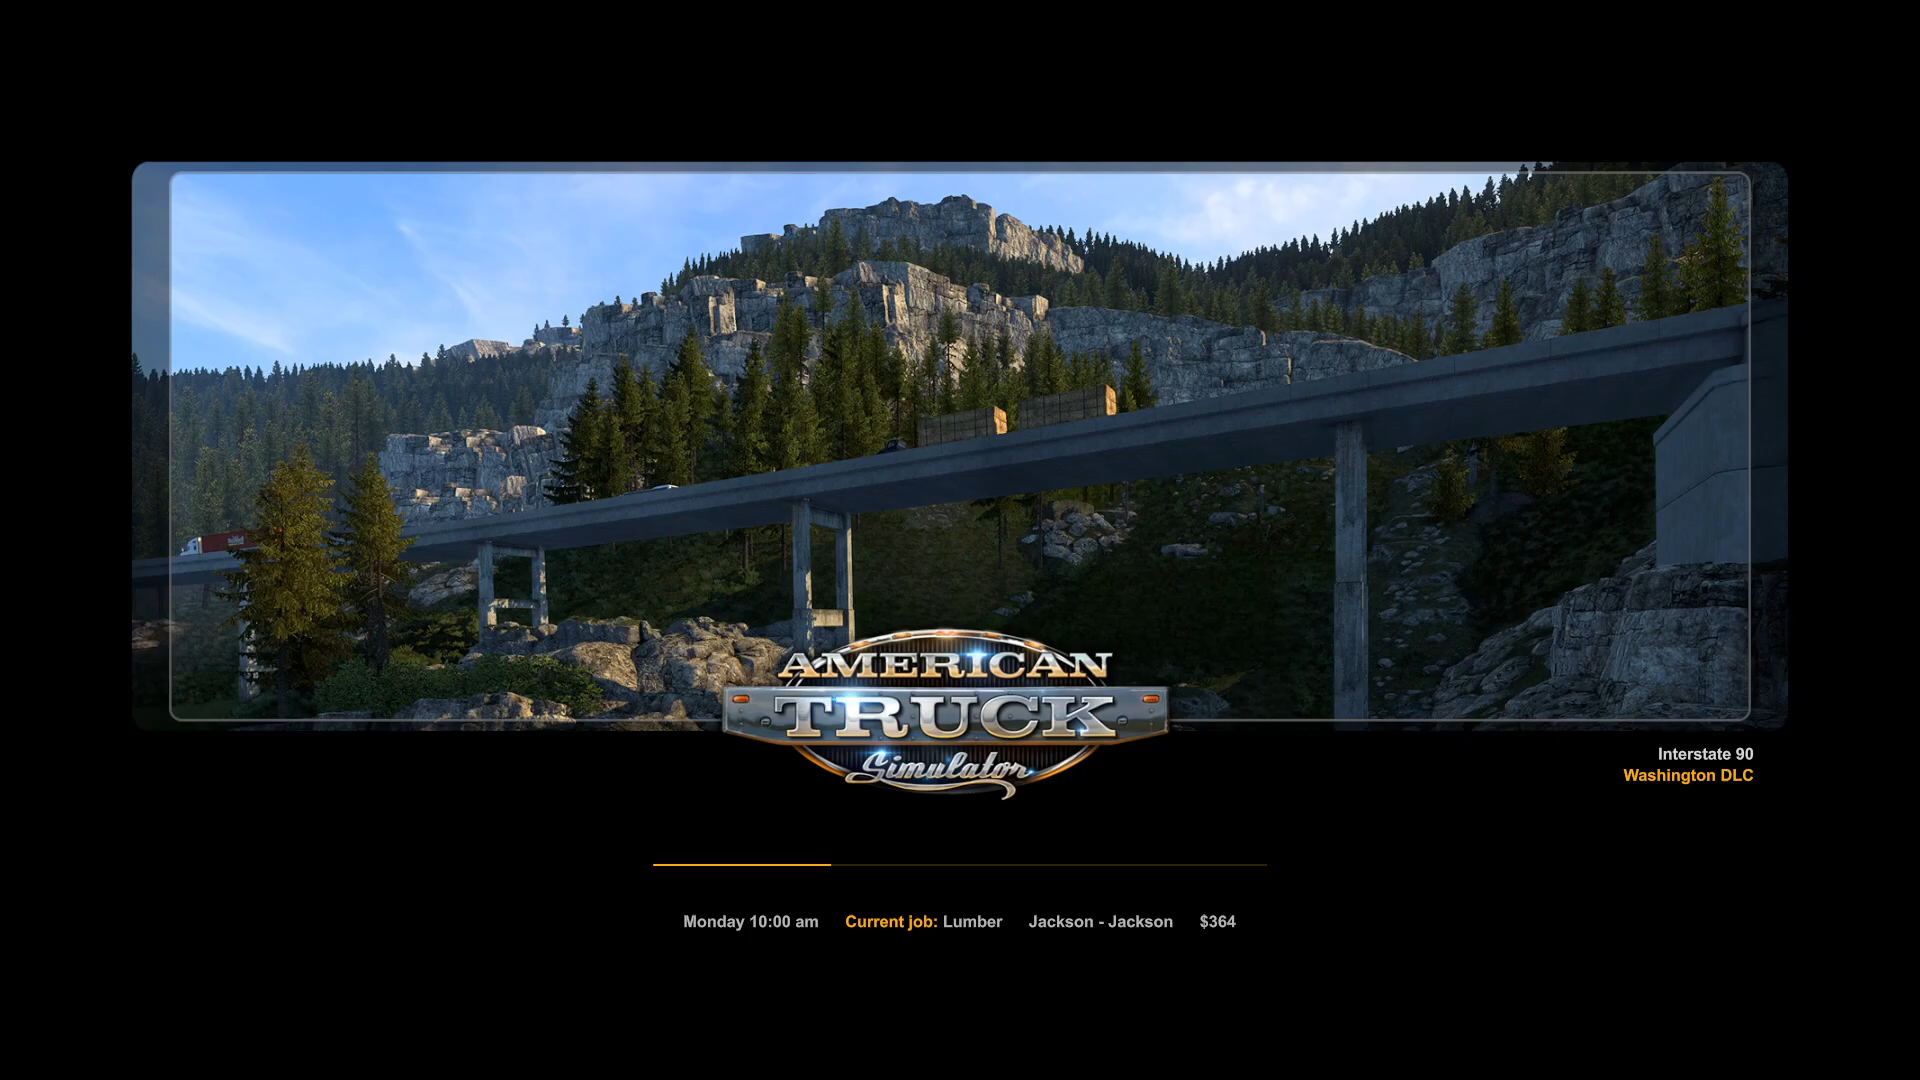 AMERICAN
TRUCK
Simulator
Interstate 90
Washington DLC
Monday 10:00 am Current job: Lumber Jackson - Jackson $364